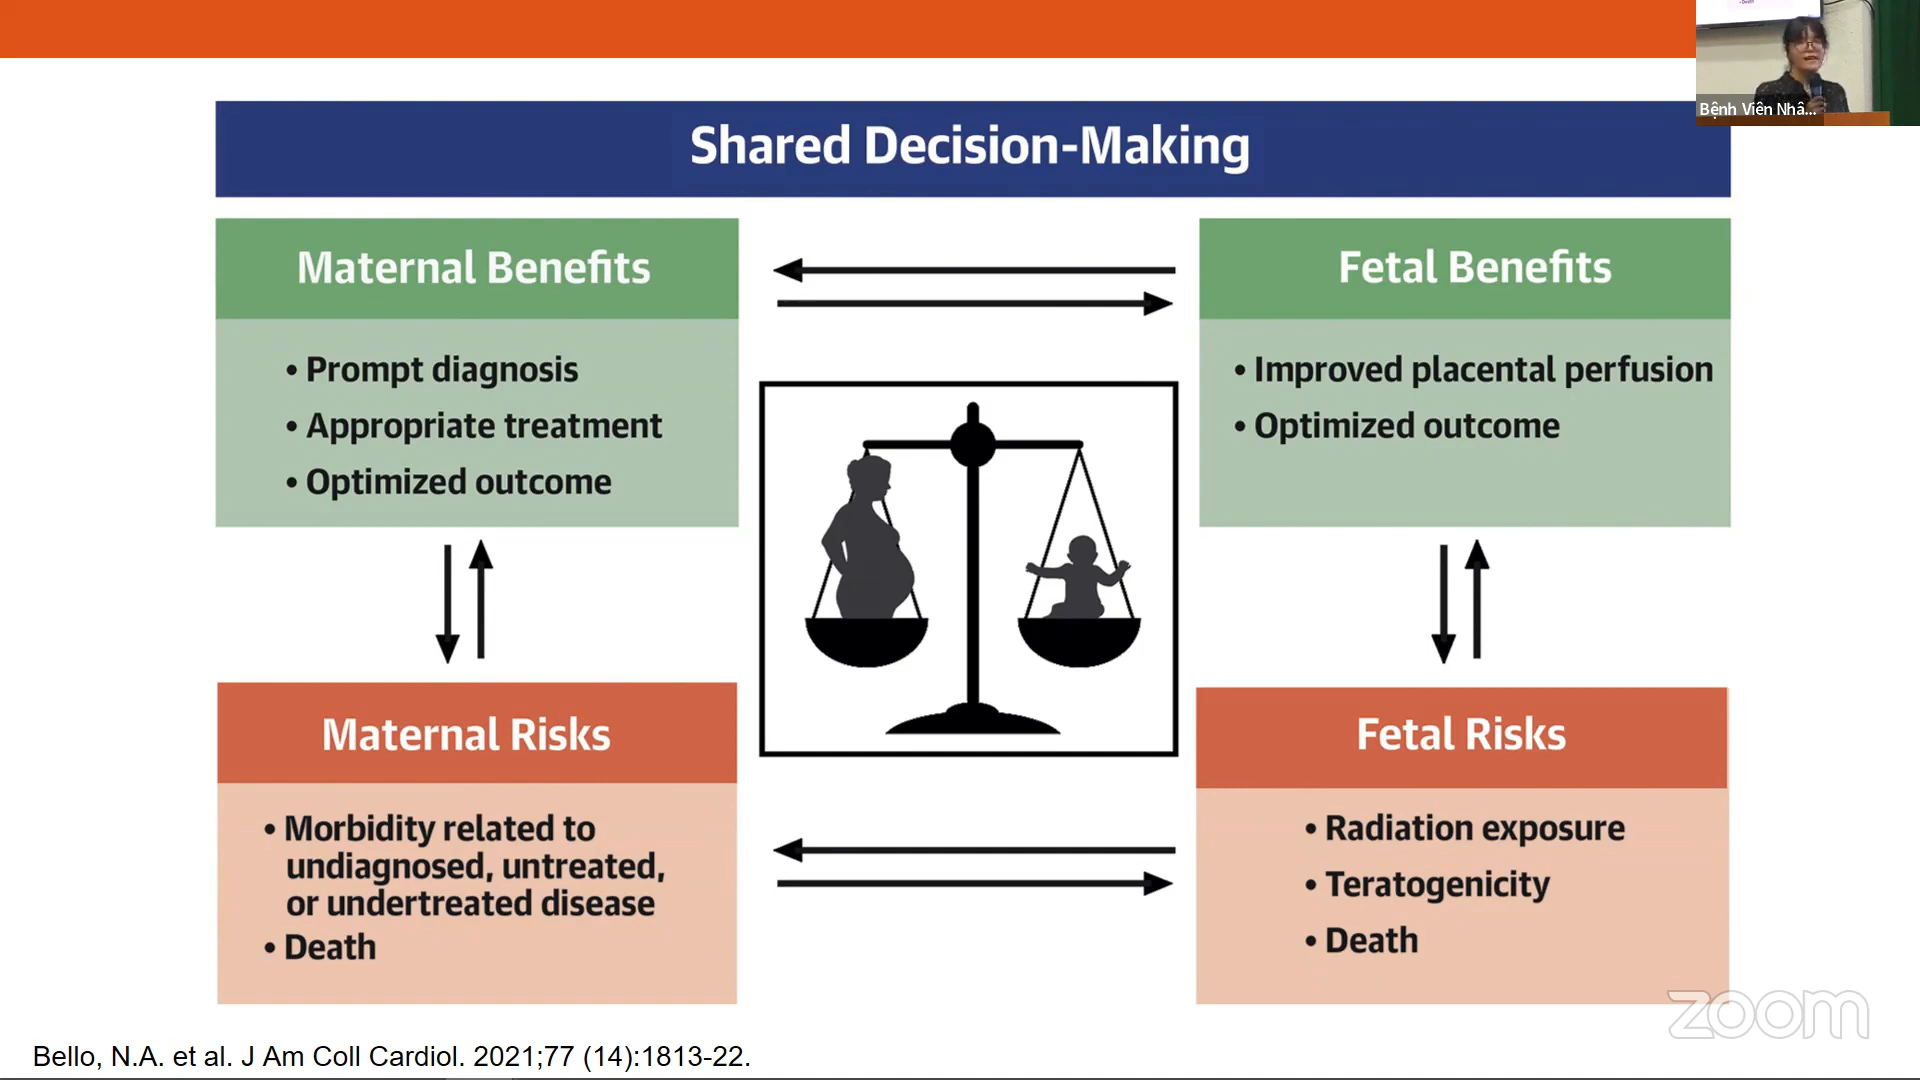 Shared Decision-Making
Bệnh Viện Nhâ...
Maternal Benefits
• Prompt diagnosis
• Appropriate treatment
• Optimized outcome
Fetal Benefits
• Improved placental perfusion
• Optimized outcome
Maternal Risks
• Morbidity related to
undiagnosed, untreated,
or undertreated disease
• Death
Fetal Risks
• Radiation exposure
• Teratogenicity
• Death
zoom
Bello, N.A. et al. J Am Coll Cardiol. 2021;77 (14):1813-22.